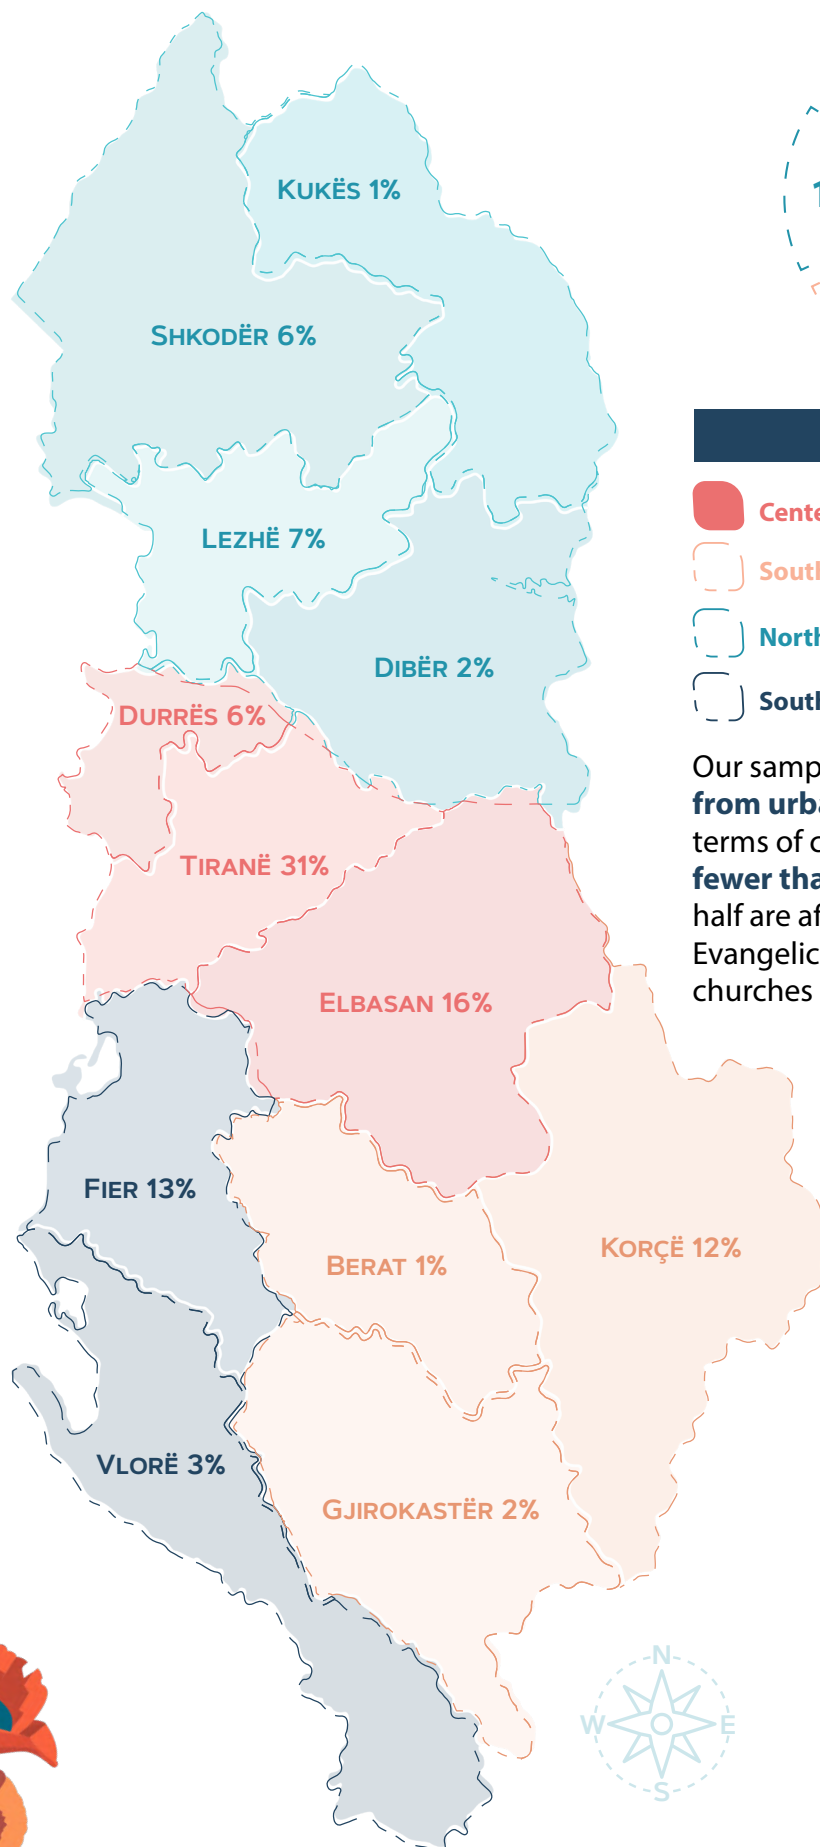 KUKËS 1%
SHKODËR 6%
LEZHË 7%
DIBËR 2%
DURRËS 6%
TIRANË 31%
ELBASAN 16%
FIER 13%
BERAT 1%
KORÇË 12%
VLORË 3%
GJIROKASTËR 2%
Our samp
from urba
terms of
fewer tha
half are af
Evangelic
churches
N
W E
S